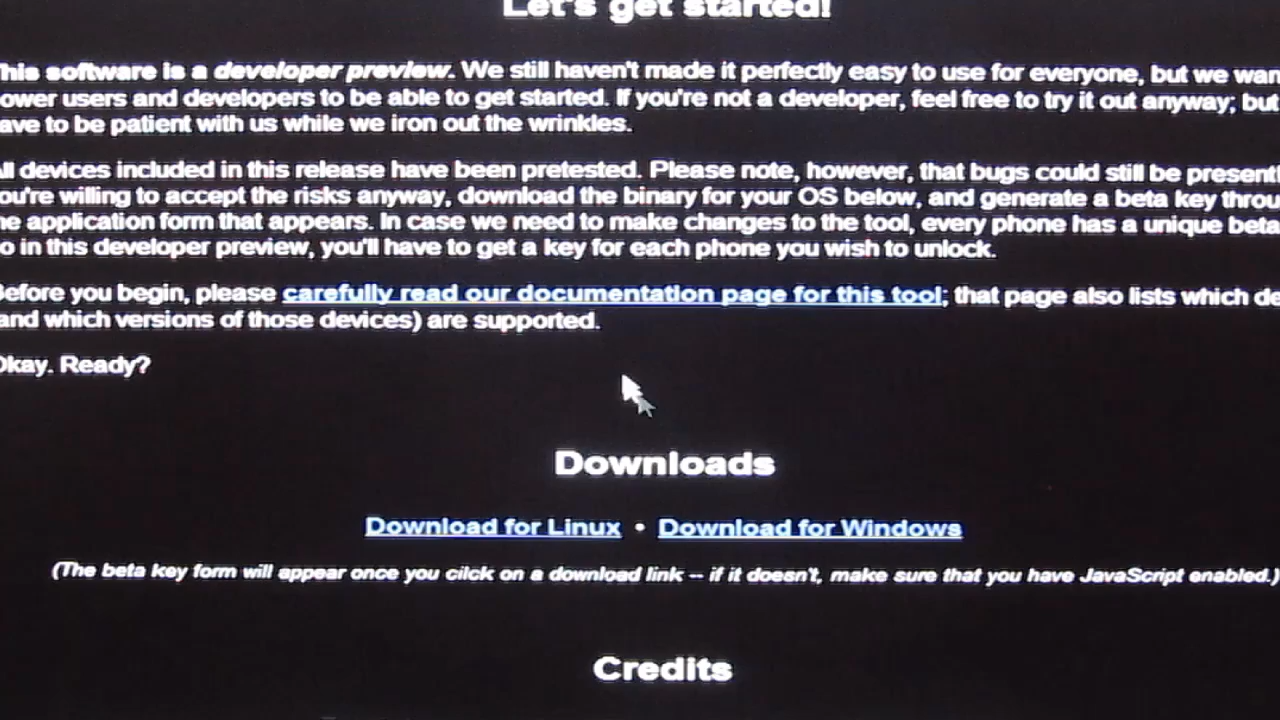 Let's get started!
This software is a developer preview. We still haven't made it perfectly easy to use for everyone, but we wan
ower users and developers to be able to get started. If you're not a developer, feel free to try it out anyway; but
ave to be patient with us while we iron out the wrinkles.
All devices included in this release have been pretested. Please note, however, that bugs could still be present!
ou're willing to accept the risks anyway, download the binary for your OS below, and generate a beta key throu
he application form that appears. In case we need to make changes to the tool, every phone has a unique beta
o in this developer preview, you'll have to get a key for each phone you wish to unlock.
Before you begin, please carefully read our documentation page for this tool; that page also lists which de
and which versions of those devices) are supported.
Okay. Ready?
Downloads
Download for Linux • Download for Windows
(The beta key form will appear once you click on a download link -- if it doesn't, make sure that you have JavaScript enabled.)
Credits